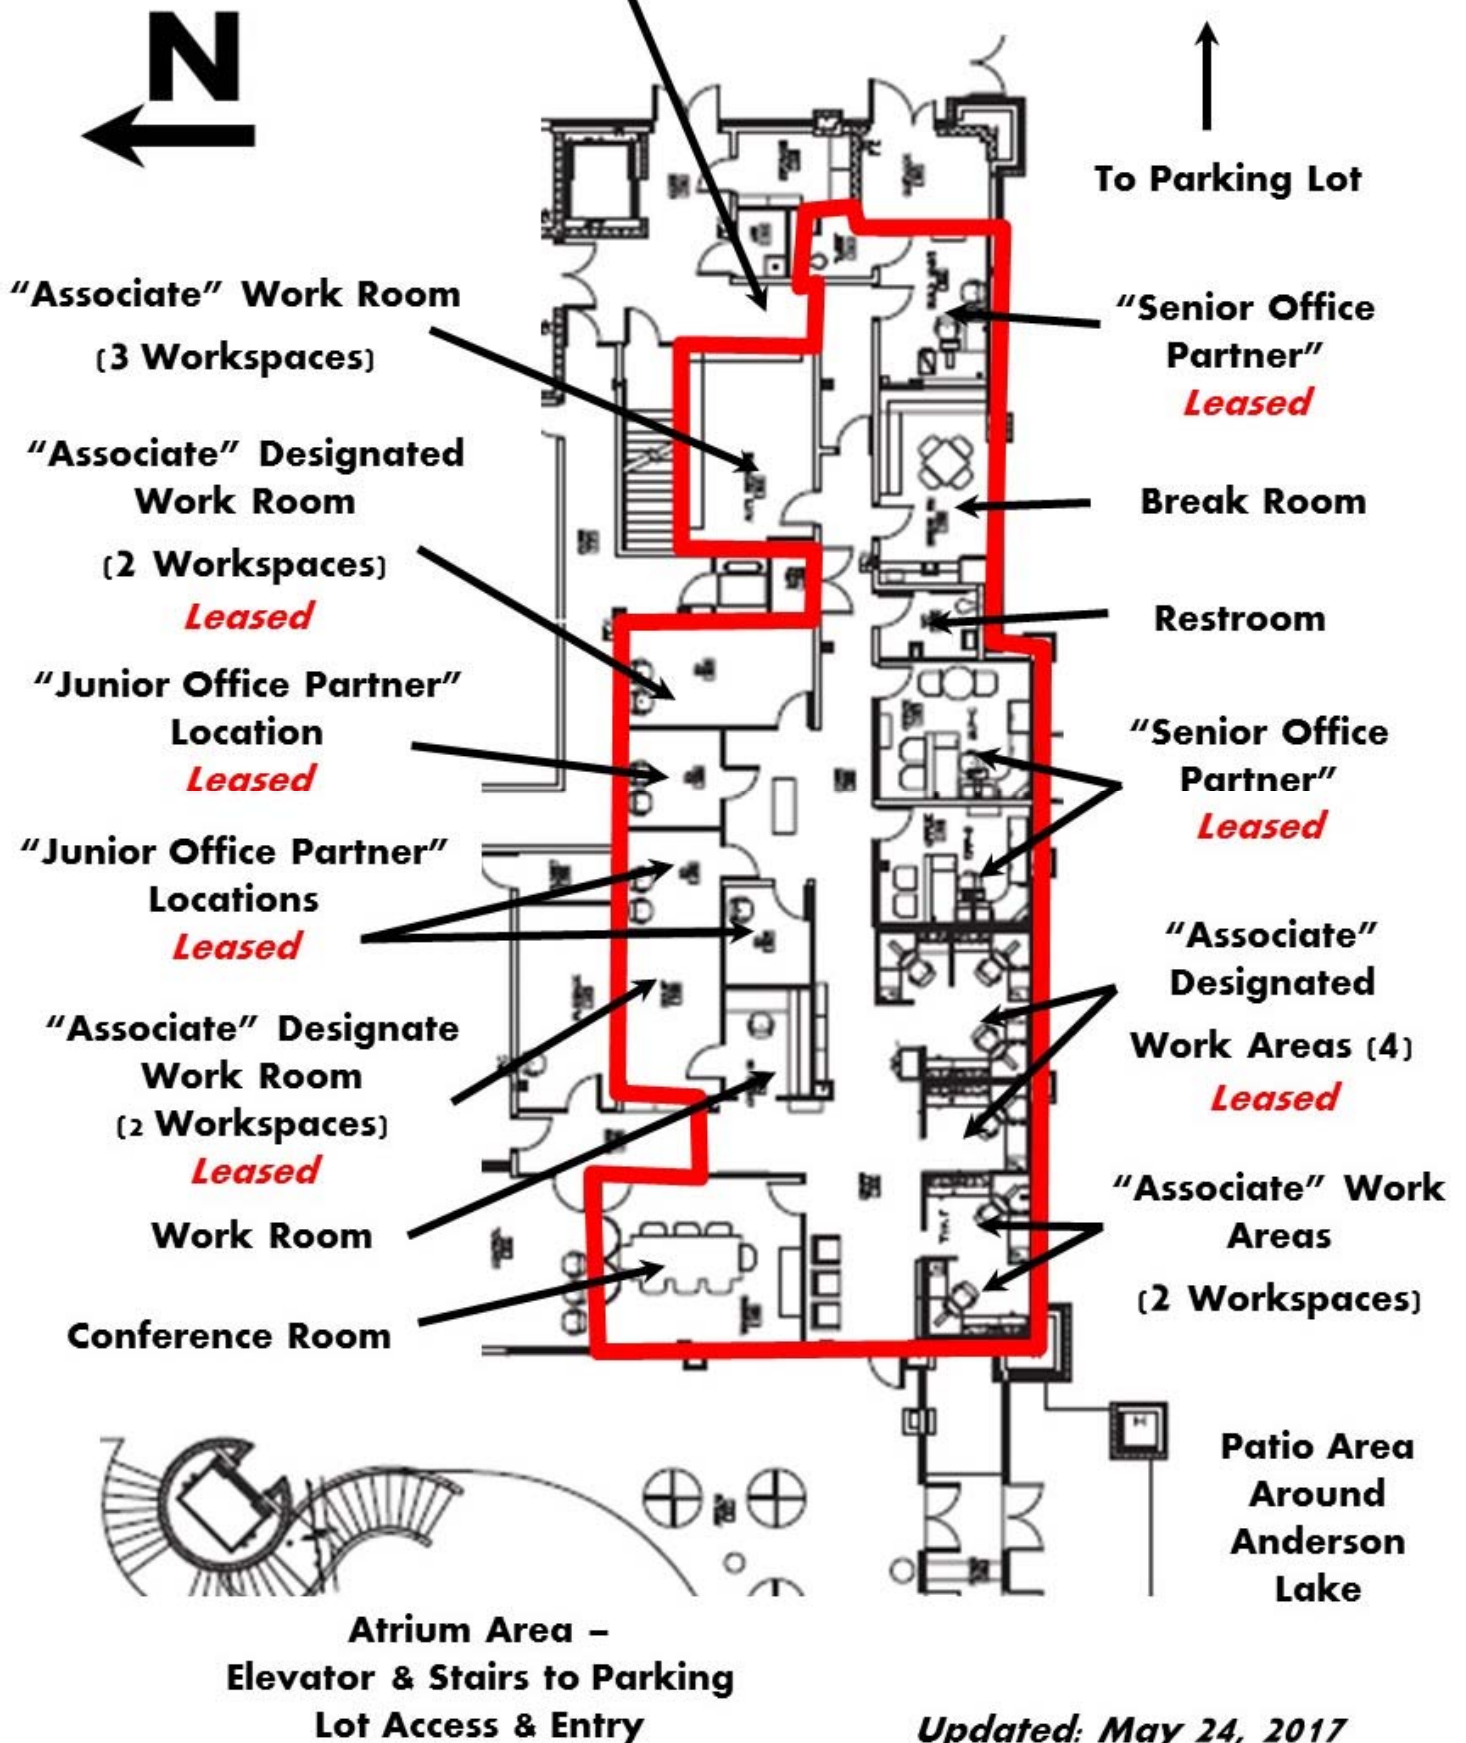 N
To Parking Lot
“Associate” Work Room
(3 Workspaces)
“Associate” Designated
Work Room
(2 Workspaces)
Leased
“Junior Office Partner”
Location
Leased
“Junior Office Partner”
Locations
Leased
“Associate” Designate
Work Room
(2 Workspaces)
Leased
Work Room
Conference Room
“Senior Office
Partner”
Leased
Break Room
Restroom
“Senior Office
Partner”
Leased
“Associate”
Designated
Work Areas (4)
Leased
“Associate” Work
Areas
(2 Workspaces)
Patio Area
Around
Anderson
Lake
Atrium Area –
Elevator & Stairs to Parking
Lot Access & Entry
Updated: May 24, 2017